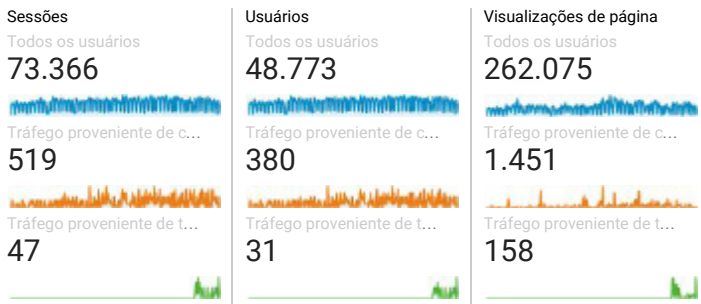 Sessões
Todos os usuários
73.366
Tráfego proveniente de c...
519
Tráfego proveniente de t...
47
Usuários
Todos os usuários
48.773
Tráfego proveniente de c...
380
Tráfego proveniente de t...
31
Visualizações de página
Todos os usuários
262.075
Tráfego proveniente de c...
1.451
Tráfego proveniente de t...
158